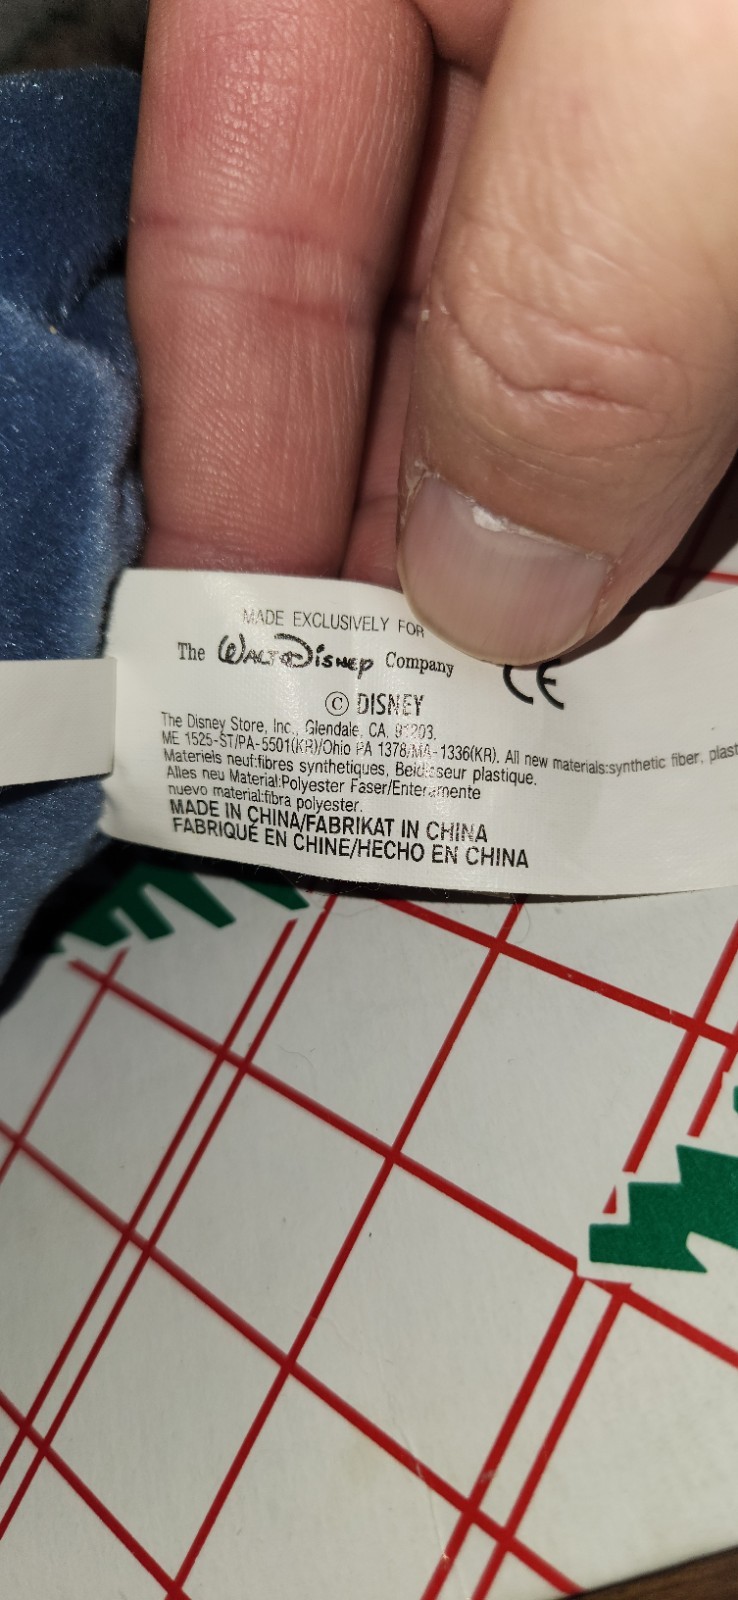 MADE EXCLUSIVELY FOR
The Walt Disney Company CE
© DISNEY
The Disney Store, Inc., Glendale, CA. 91203.
ME 1525-ST/PA-5501(KR)/Ohio PA 1378/MA-1336(KR). All new materials:synthetic fiber, plast
Materiels neuf:fibres synthetiques, plastique.
Alles neu Material:Polyester Faser/Enteramente
nuevo material:fibra polyester.
MADE IN CHINA/FABRIKAT IN CHINA
FABRIQUÉ EN CHINE/HECHO EN CHINA